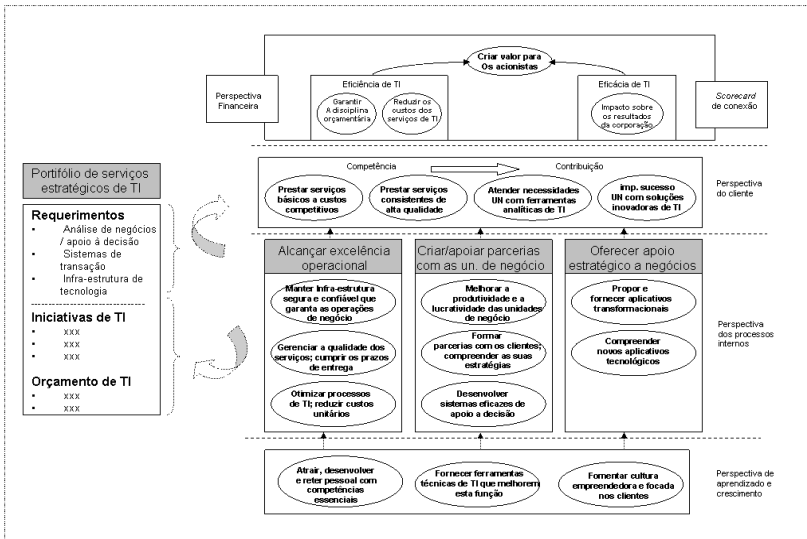 Criar valor para
Os acionistas
Perspectiva
Financeira
Eficiência de TI
Garantir
A disciplina
orçamentária
Reduzir os
custos dos
serviços de TI
Eficácia de TI
Impacto sobre
os resultados
da corporação
Scorecard
de conexão
Competência
Contribuição
Prestar serviços
básicos a custos
competitivos
Prestar serviços
consistentes de
alta qualidade
Atender necessidades
UN com ferramentas
analíticas de TI
imp. sucesso
UN com soluções
inovadoras de TI
Perspectiva
do cliente
Portifólio de serviços
estratégicos de TI
Requerimentos
• Análise de negócios
/ apoio á decisão
• Sistemas de
transação
• Infra-estrutura de
tecnologia
Iniciativas de TI
• xxx
• xxx
• xxx
Orçamento de TI
• xxx
• xxx
Alcançar excelência
operacional
Manter Infra-estrutura
segura e confiável que
garanta as operações
de negócio
Gerenciar a qualidade dos
serviços; cumprir os prazos
de entrega
Otimizar processos
de TI; reduzir custos
unitários
Criar/apoiar parcerias
com as un. de negócio
Melhorar a
produtividade e a
lucratividade das unidades
de negócio
Formar
parcerias com os clientes;
compreender as suas
estratégias
Desenvolver
sistemas eficazes de
apoio a decisão
Oferecer apoio
estratégico a negócios
Propor e
fornecer aplicativos
transformacionais
Compreender
novos aplicativos
tecnológicos
Perspectiva
dos processos
internos
Atrair, desenvolver
e reter pessoal com
competências
essenciais
Fornecer ferramentas
técnicas de TI que melhorem
esta função
Fomentar cultura
empreendedora e focada
nos clientes
Perspectiva de
aprendizado e
crescimento